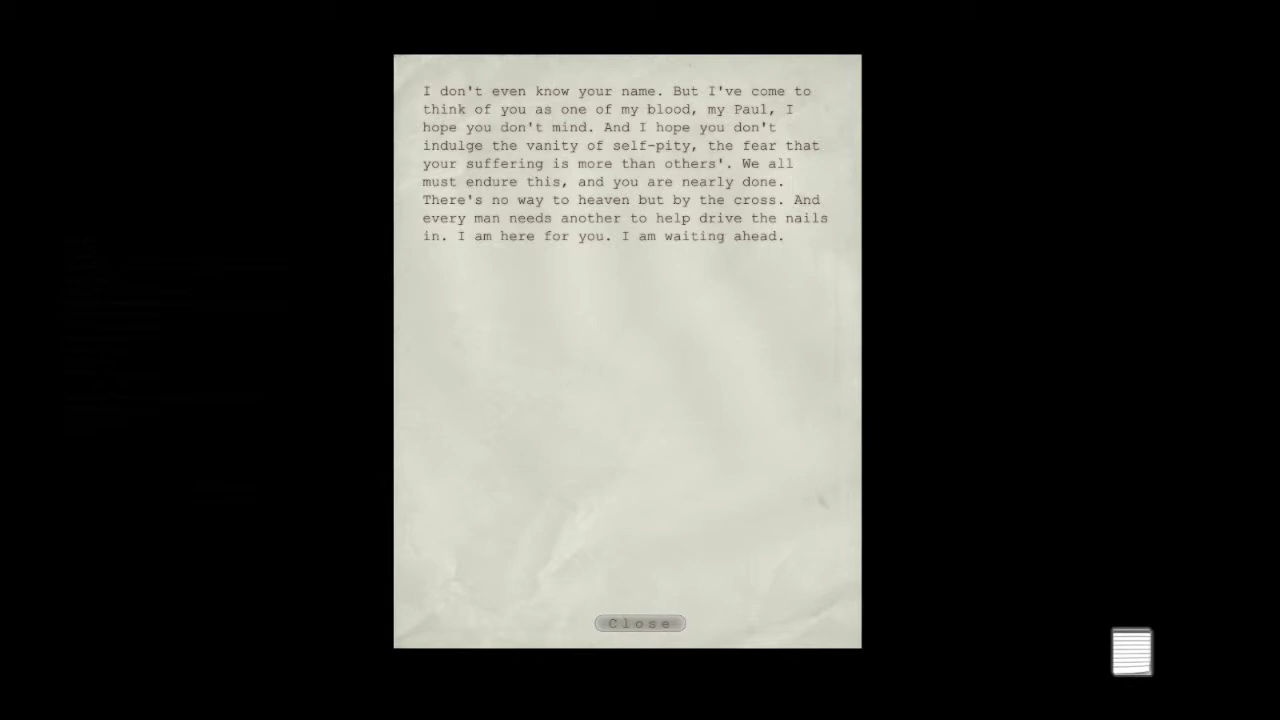 I don't even know your name. But I've come to
think of you as one of my blood, my Paul, I
hope you don't mind. And I hope you don't
indulge the vanity of self-pity, the fear that
your suffering is more than others'. We all
must endure this, and you are nearly done.
There's no way to heaven but by the cross. And
every man needs another to help drive the nails
in. I am here for you. I am waiting ahead.
Close